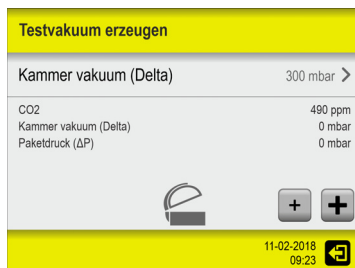 Testvakuum erzeugen
Kammer vakuum (Delta) 300 mbar
CO2 490 ppm
Kammer vakuum (Delta) 0 mbar
Paketdruck (ΔP) 0 mbar
+ +
11-02-2018
09:23